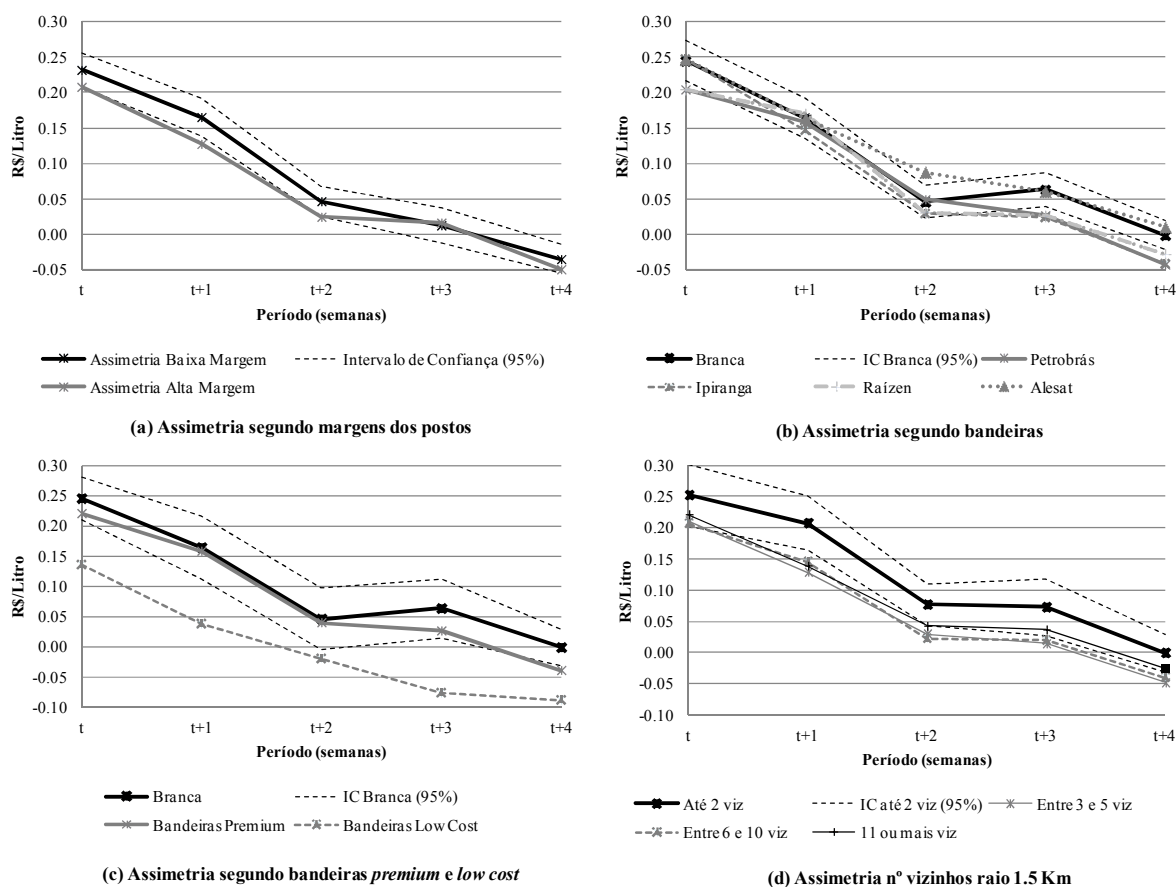 0.30
0.25
0.20
0.15
0.10
0.05
0.00
-0.05
R$/Litro
t
t+1
t+2
t+3
t+4
Período (semanas)
Assimetria Baixa Margem
Intervalo de Confiança (95%)
Assimetria Alta Margem
(a) Assimetria segundo margens dos postos
0.30
0.25
0.20
0.15
0.10
0.05
0.00
-0.05
R$/Litro
t
t+1
t+2
t+3
t+4
Período (semanas)
Branca
IC Branca (95%)
Petrobrás
Ipiranga
Raízen
Alesat
(b) Assimetria segundo bandeiras
0.30
0.25
0.20
0.15
0.10
0.05
0.00
-0.05
-0.10
R$/Litro
t
t+1
t+2
t+3
t+4
Período (semanas)
Branca
IC Branca (95%)
Bandeiras Premium
Bandeiras Low Cost
(c) Assimetria segundo bandeiras premium e low cost
0.30
0.25
0.20
0.15
0.10
0.05
0.00
-0.05
-0.10
R$/Litro
t
t+1
t+2
t+3
t+4
Período (semanas)
Até 2 viz
IC até 2 viz (95%)
Entre 3 e 5 viz
Entre 6 e 10 viz
11 ou mais viz
(d) Assimetria nº vizinhos raio 1.5 Km